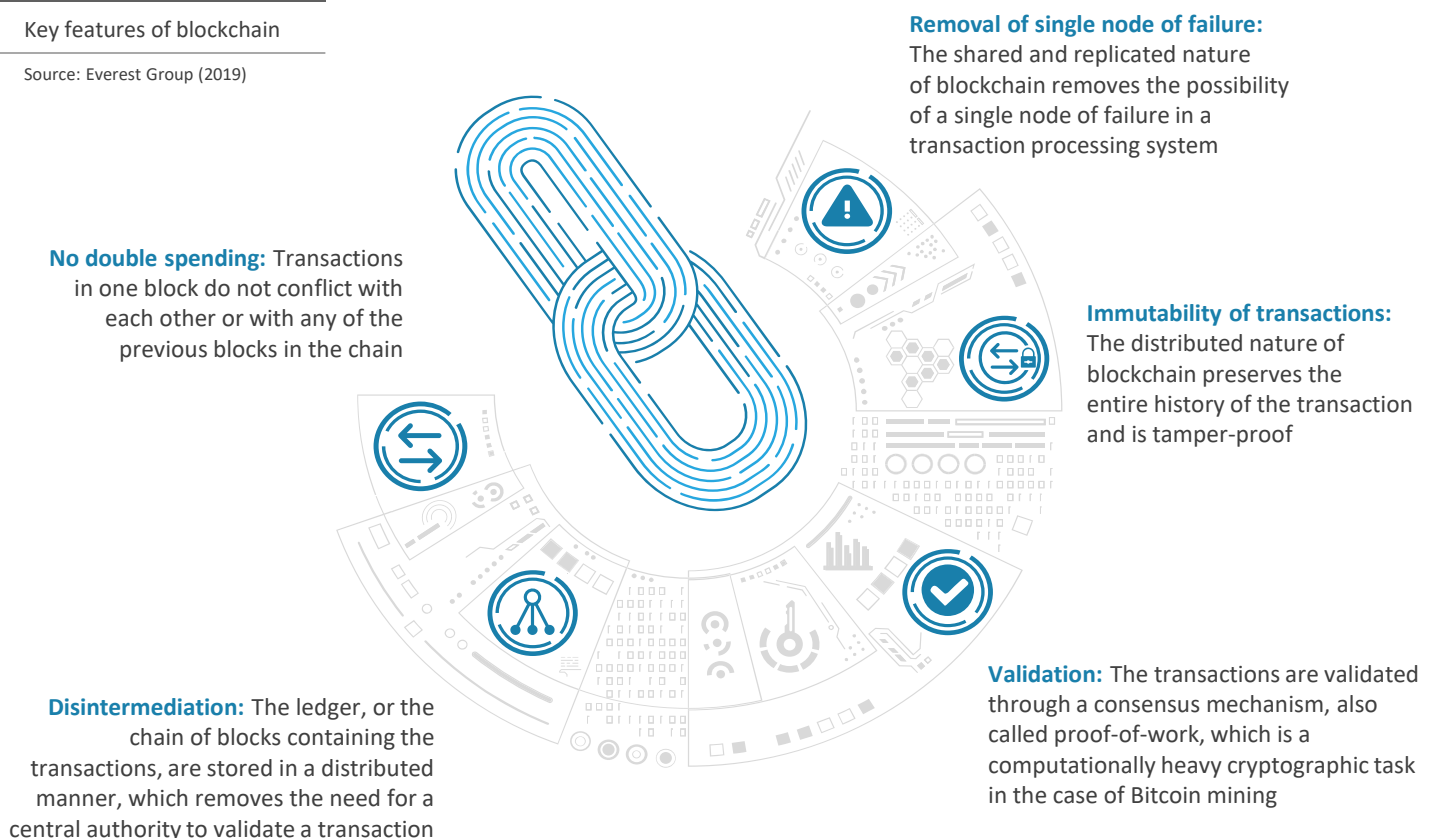 Key features of blockchain
Source: Everest Group (2019)
Removal of single node of failure:
The shared and replicated nature
of blockchain removes the possibility
of a single node of failure in a
transaction processing system
No double spending: Transactions
in one block do not conflict with
each other or with any of the
previous blocks in the chain
Immutability of transactions:
The distributed nature of
blockchain preserves the
entire history of the transaction
and is tamper-proof
Validation: The transactions are validated
through a consensus mechanism, also
called proof-of-work, which is a
computationally heavy cryptographic task
in the case of Bitcoin mining
Disintermediation: The ledger, or the
chain of blocks containing the
transactions, are stored in a distributed
manner, which removes the need for a
central authority to validate a transaction